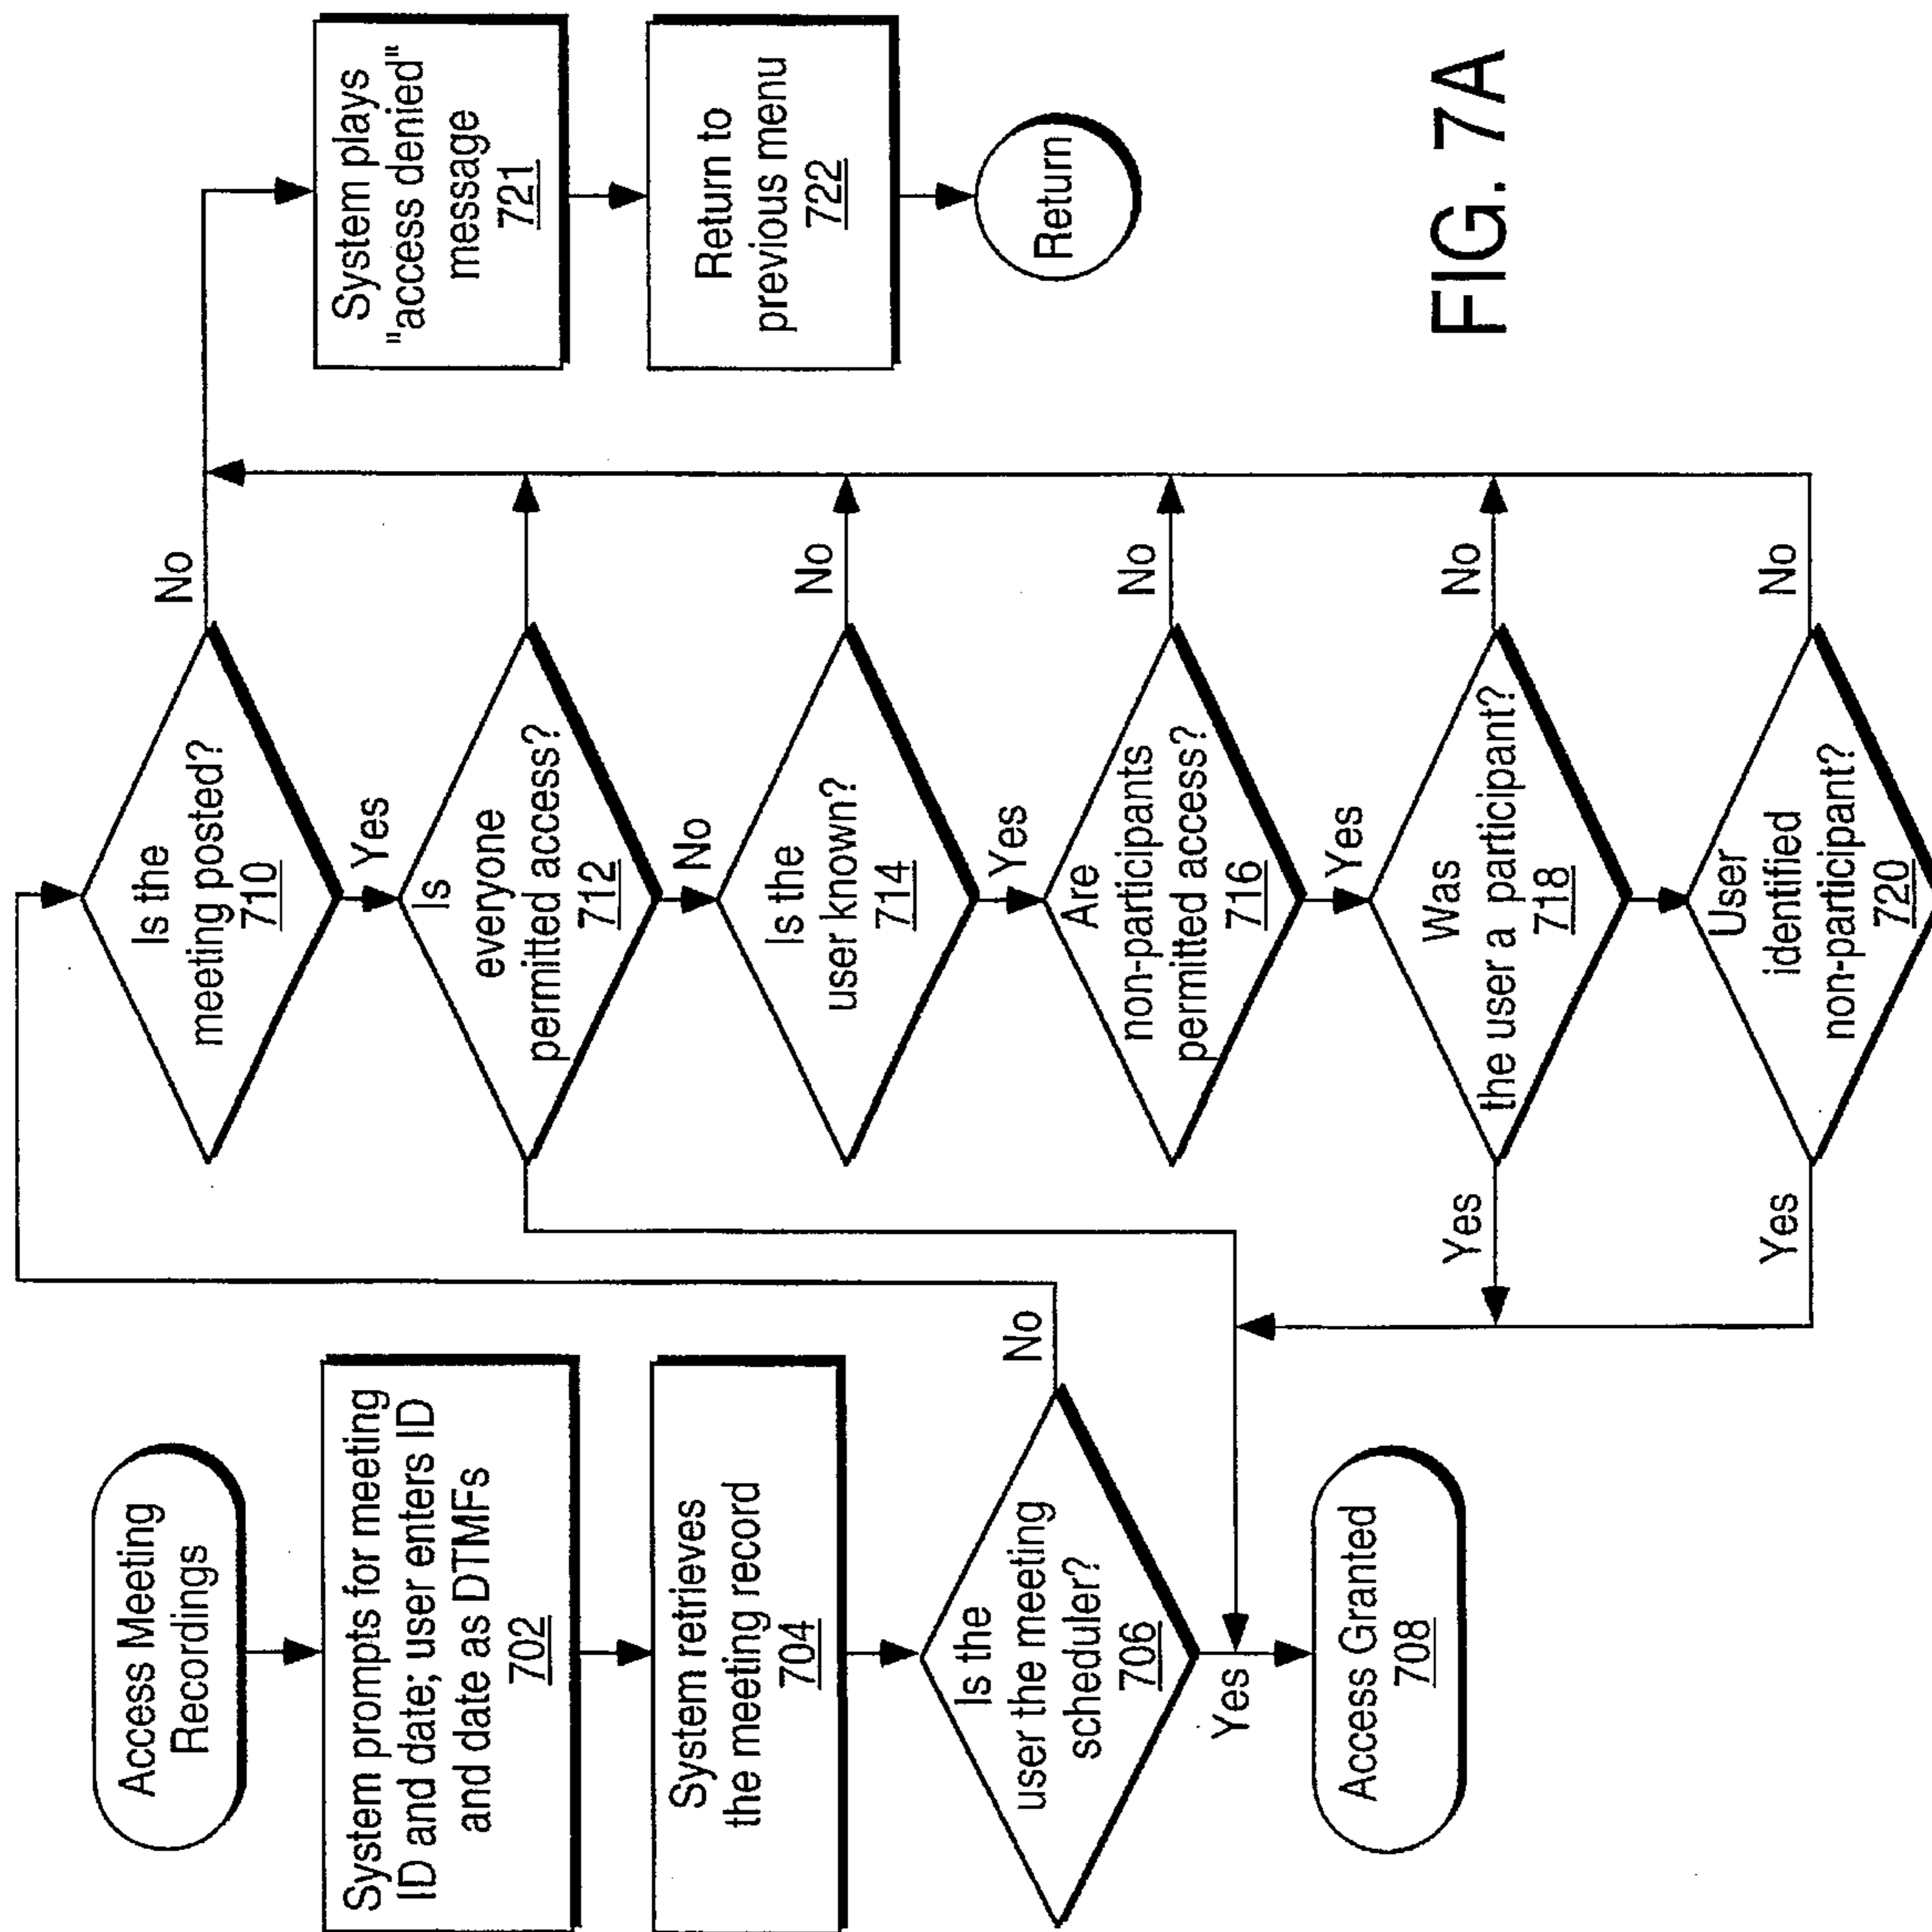 Access Meeting
Recordings
System prompts for meeting
ID and date; user enters ID
and date as DTMFs
702
System retrieves
the meeting record
704
Is the
user the meeting
scheduler?
706
No
Yes
Access Granted
708
Is the
meeting posted?
710
No
Yes
Is
everyone
permitted access?
712
No
Is the
user known?
714
No
Yes
Are
non-participants
permitted access?
716
No
Yes
Was
the user a participant?
718
No
Yes
User
identified
non-participant?
720
No
Yes
System plays
"access denied"
message
721
Return to
previous menu
722
Return
FIG. 7A